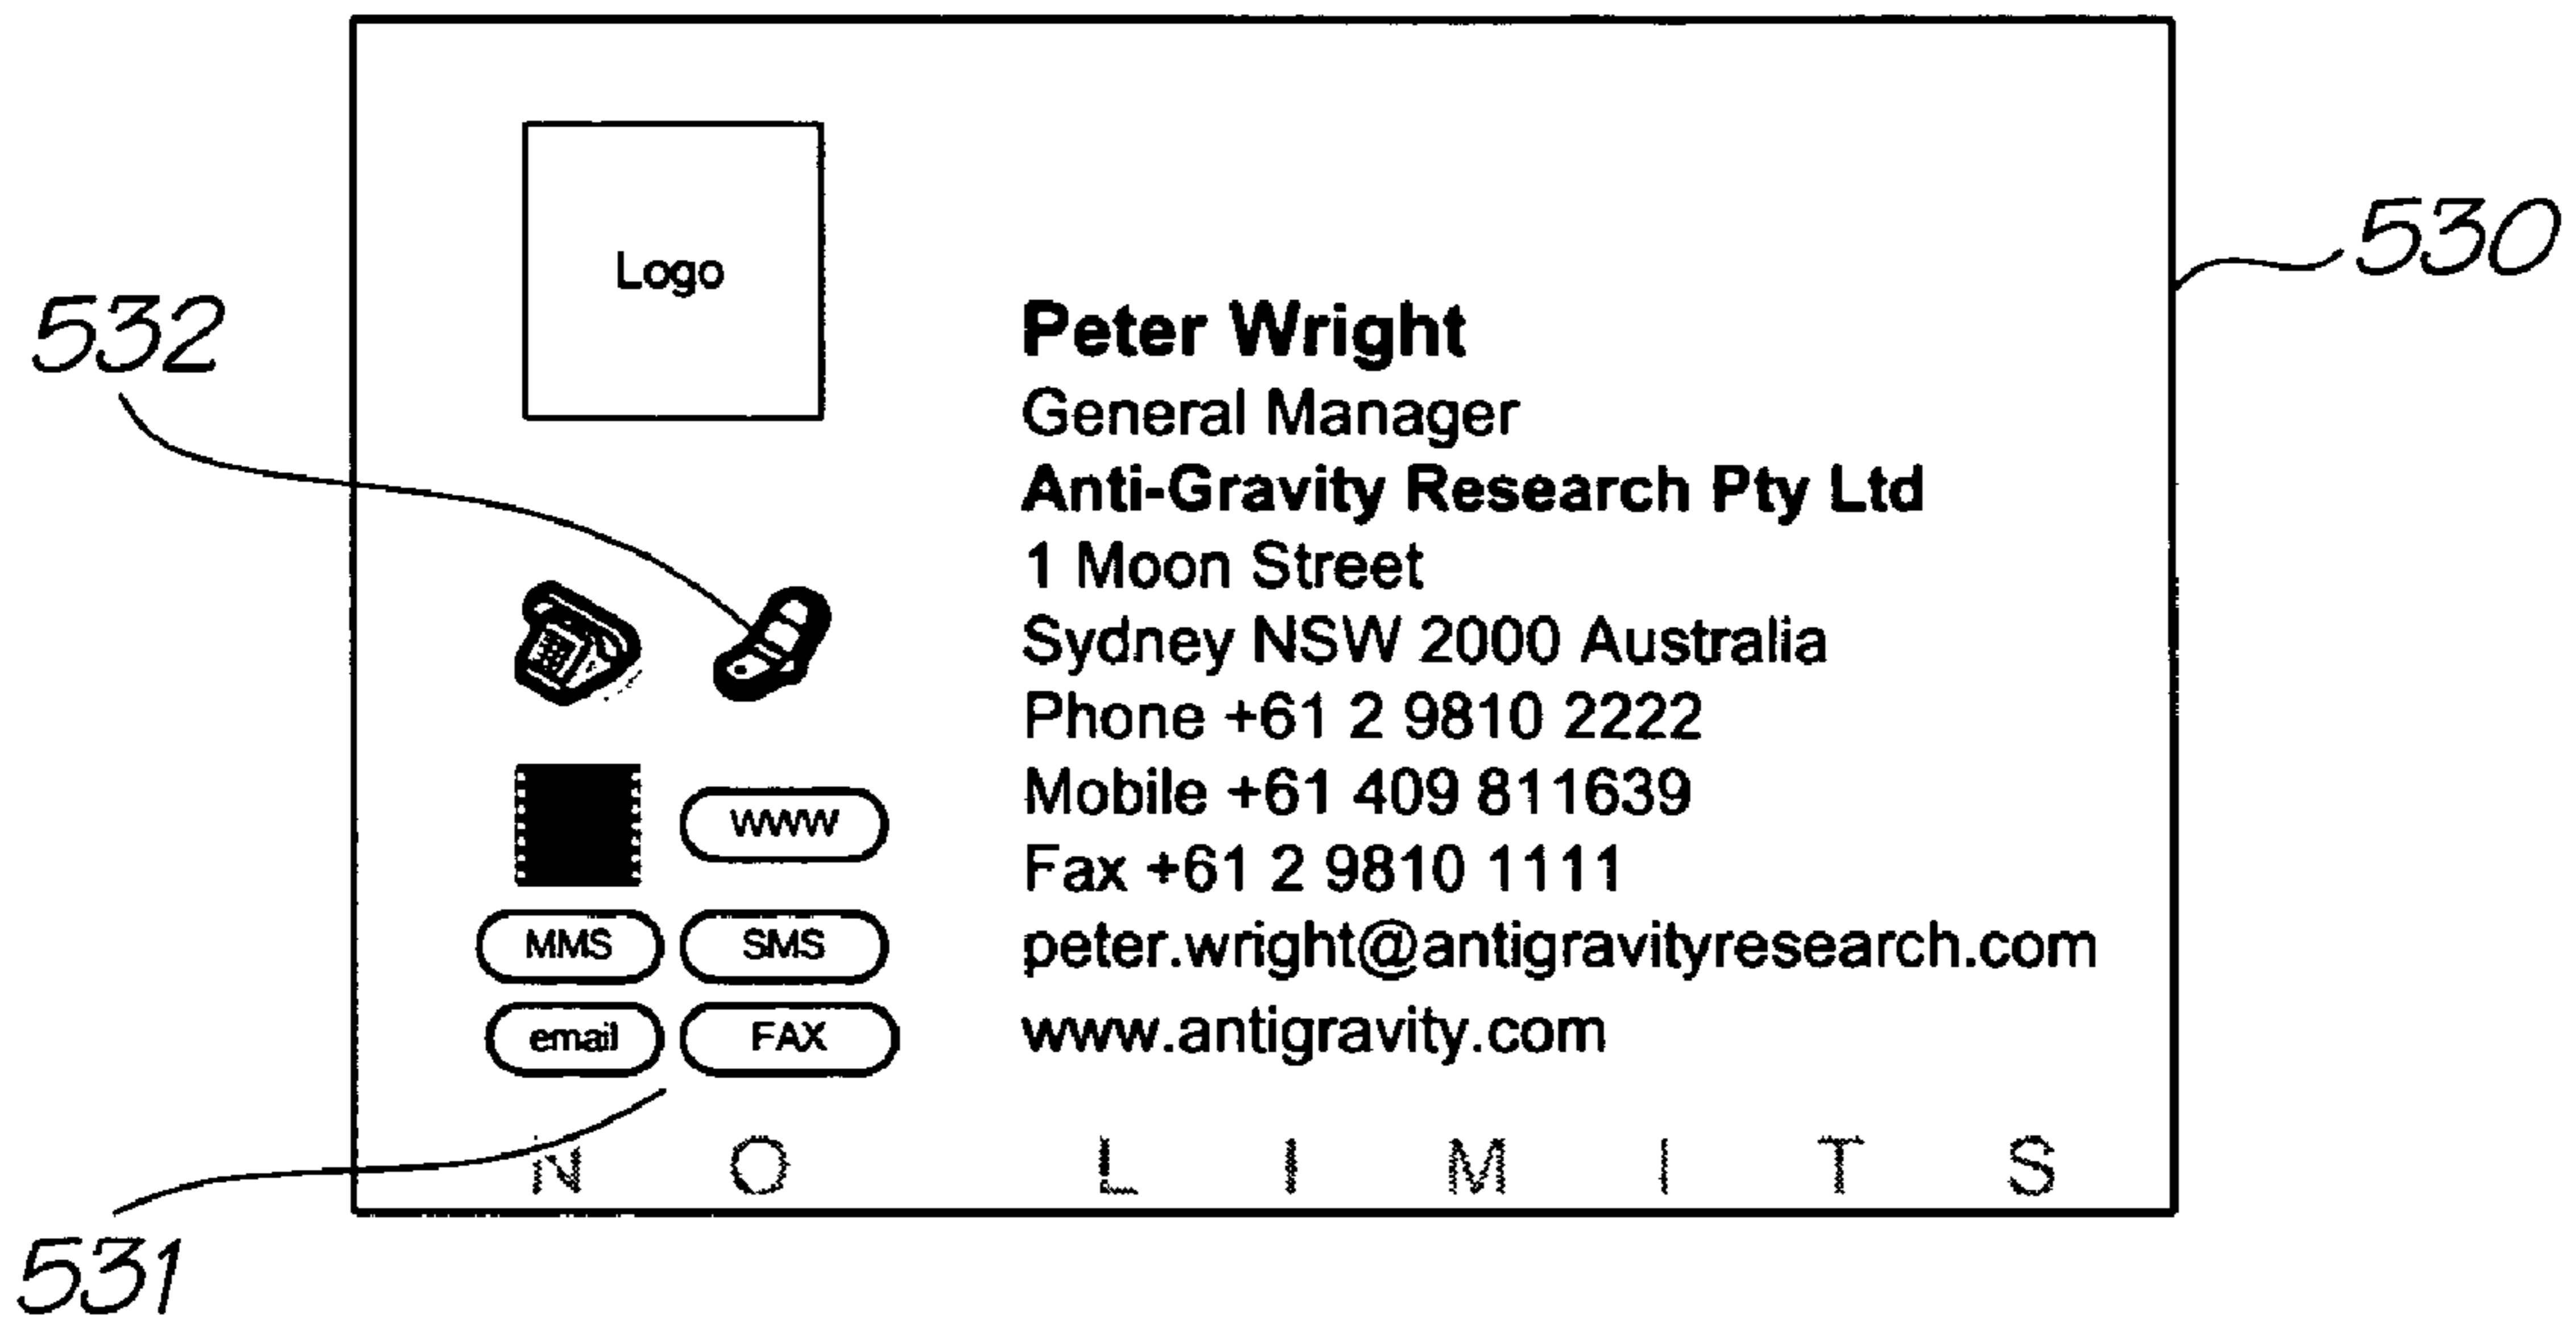 Logo
530
532
Peter Wright
General Manager
Anti-Gravity Research Pty Ltd
1 Moon Street
Sydney NSW 2000 Australia
Phone +61 2 9810 2222
Mobile +61 409 811639
Fax +61 2 9810 1111
peter.wright@antigravityresearch.com
www.antigravity.com
WWW
MMS SMS
email FAX
NO LIMITS
531